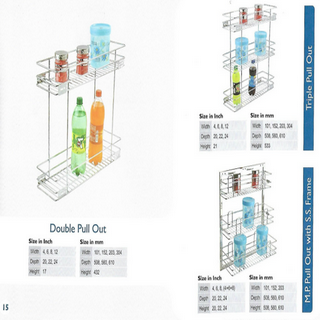 Double Pull Out
Size in Inch Size in mm
Width 4, 6, 8, 12 Width 101, 152, 203, 304
Depth 20, 22, 24 Depth 508, 560, 610
Height 17 Height 432
15
Triple Pull Out
Size in Inch Size in mm
Width 4, 6, 8, 12 Width 101, 152, 203, 304
Depth 20, 22, 24 Depth 508, 560, 610
Height 21 Height 533
M.P. Pull Out with S.S. Frame
Size in Inch Size in mm
Width 4, 6, 8, Width 101, 152, 203, 304
Depth 20, 22, 24 Depth 508, 560, 610